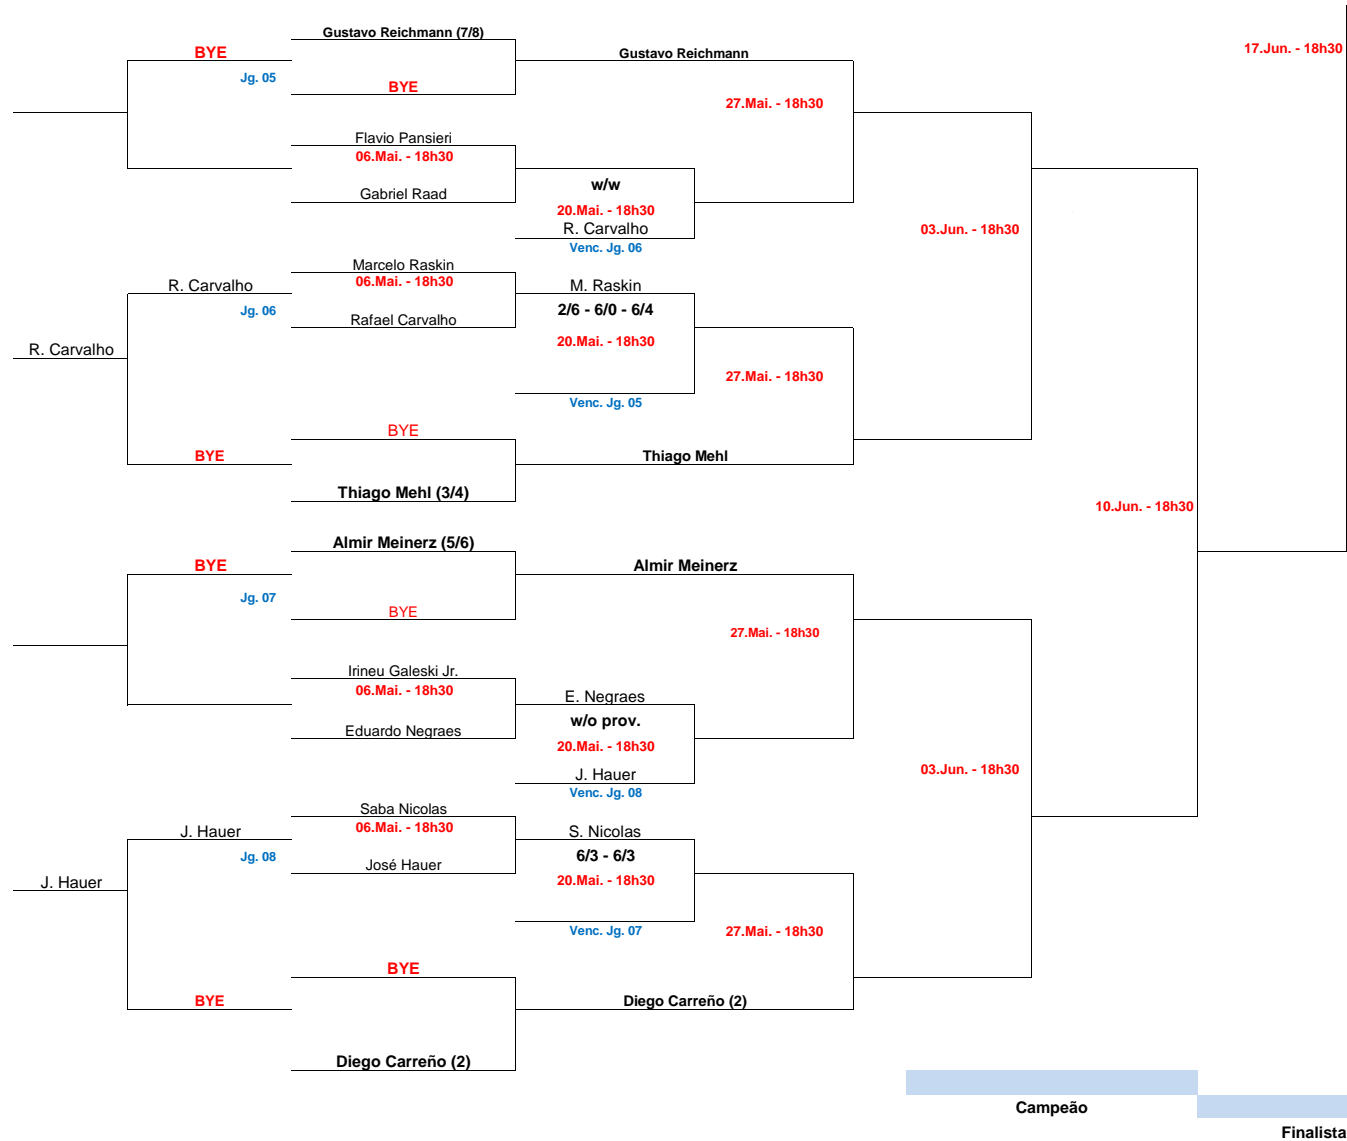 Gustavo Reichmann (7/8)
17.Jun. - 18h30
BYE
Gustavo Reichmann
Jg. 05
BYE
27.Mai. - 18h30
Flavio Pansieri
06.Mai. - 18h30
Gabriel Raad
w/w
20.Mai. - 18h30
R. Carvalho
03.Jun. - 18h30
Venc. Jg. 06
Marcelo Raskin
06.Mai. - 18h30
R. Carvalho
M. Raskin
Jg. 06
2/6 - 6/0 - 6/4
Rafael Carvalho
20.Mai. - 18h30
R. Carvalho
27.Mai. - 18h30
Venc. Jg. 05
BYE
BYE
Thiago Mehl
Thiago Mehl (3/4)
10.Jun. - 18h30
Almir Meinerz (5/6)
BYE
Almir Meinerz
Jg. 07
BYE
27.Mai. - 18h30
Irineu Galeski Jr.
06.Mai. - 18h30
E. Negraes
w/o prov.
Eduardo Negraes
20.Mai. - 18h30
03.Jun. - 18h30
J. Hauer
Venc. Jg. 08
Saba Nicolas
06.Mai. - 18h30
J. Hauer
S. Nicolas
Jg. 08
6/3 - 6/3
José Hauer
20.Mai. - 18h30
J. Hauer
Venc. Jg. 07
27.Mai. - 18h30
BYE
BYE
Diego Carreño (2)
Diego Carreño (2)
Campeão
Finalista